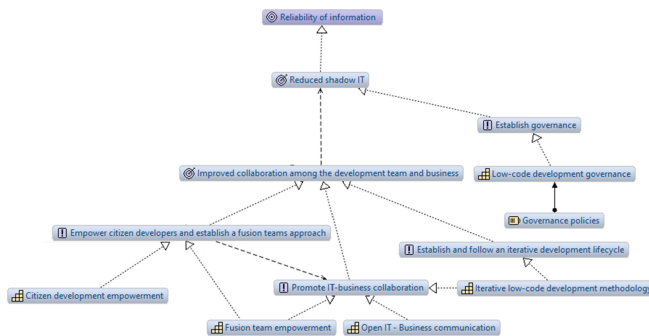 Reliability of information
Reduced shadow IT
Establish governance
Improved collaboration among the development team and business
Low-code development governance
Governance policies
Empower citizen developers and establish a fusion teams approach
Establish and follow an iterative development lifecycle
Citizen development empowerment
Promote IT-business collaboration
Iterative low-code development methodology
Fusion team empowerment
Open IT - Business communication